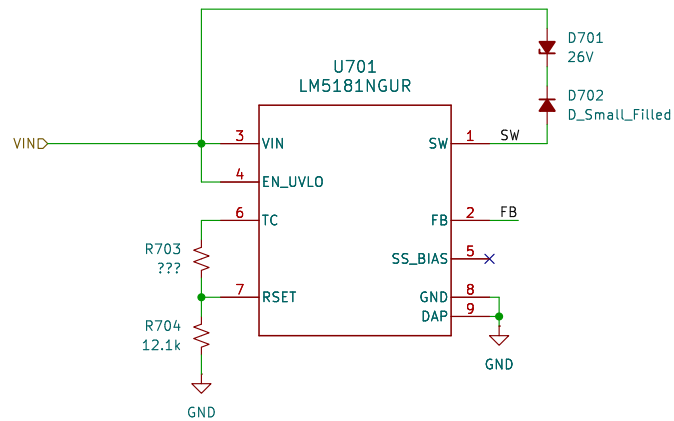 D701
26V
U701
LM5181NGUR
D702
D_Small_Filled
VIN
3
VIN
SW
1
SW
4
EN_UVLO
6
TC
FB
2
FB
R703
???
SS_BIAS
5
7
RSET
GND
8
DAP
9
R704
12.1k
GND
GND